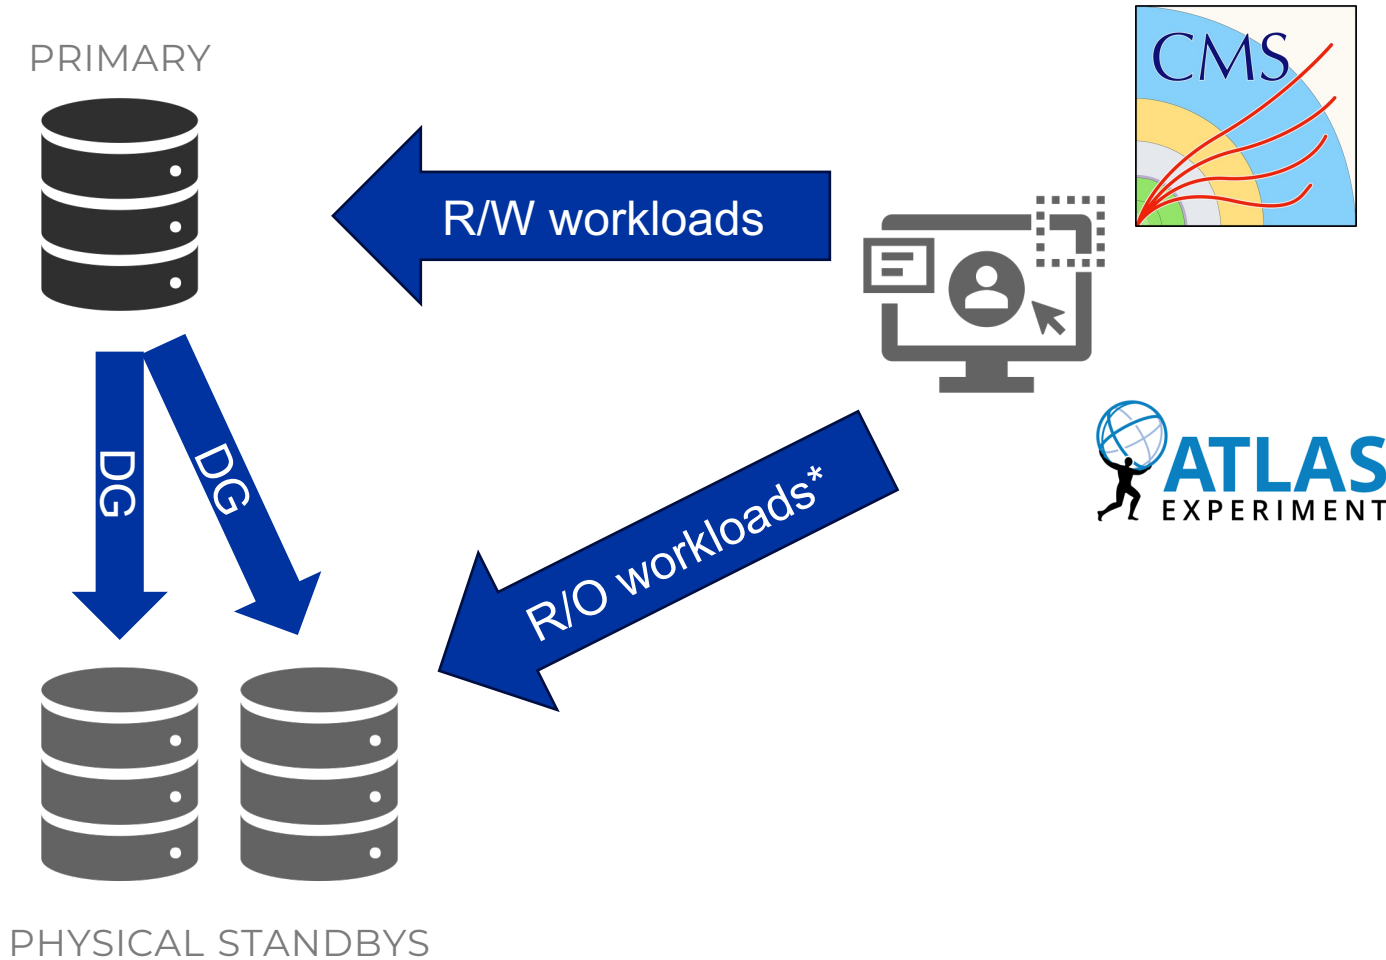 PRIMARY
CMS
R/W workloads
DG
DG
R/O workloads*
ATLAS
EXPERIMENT
PHYSICAL STANDBYS